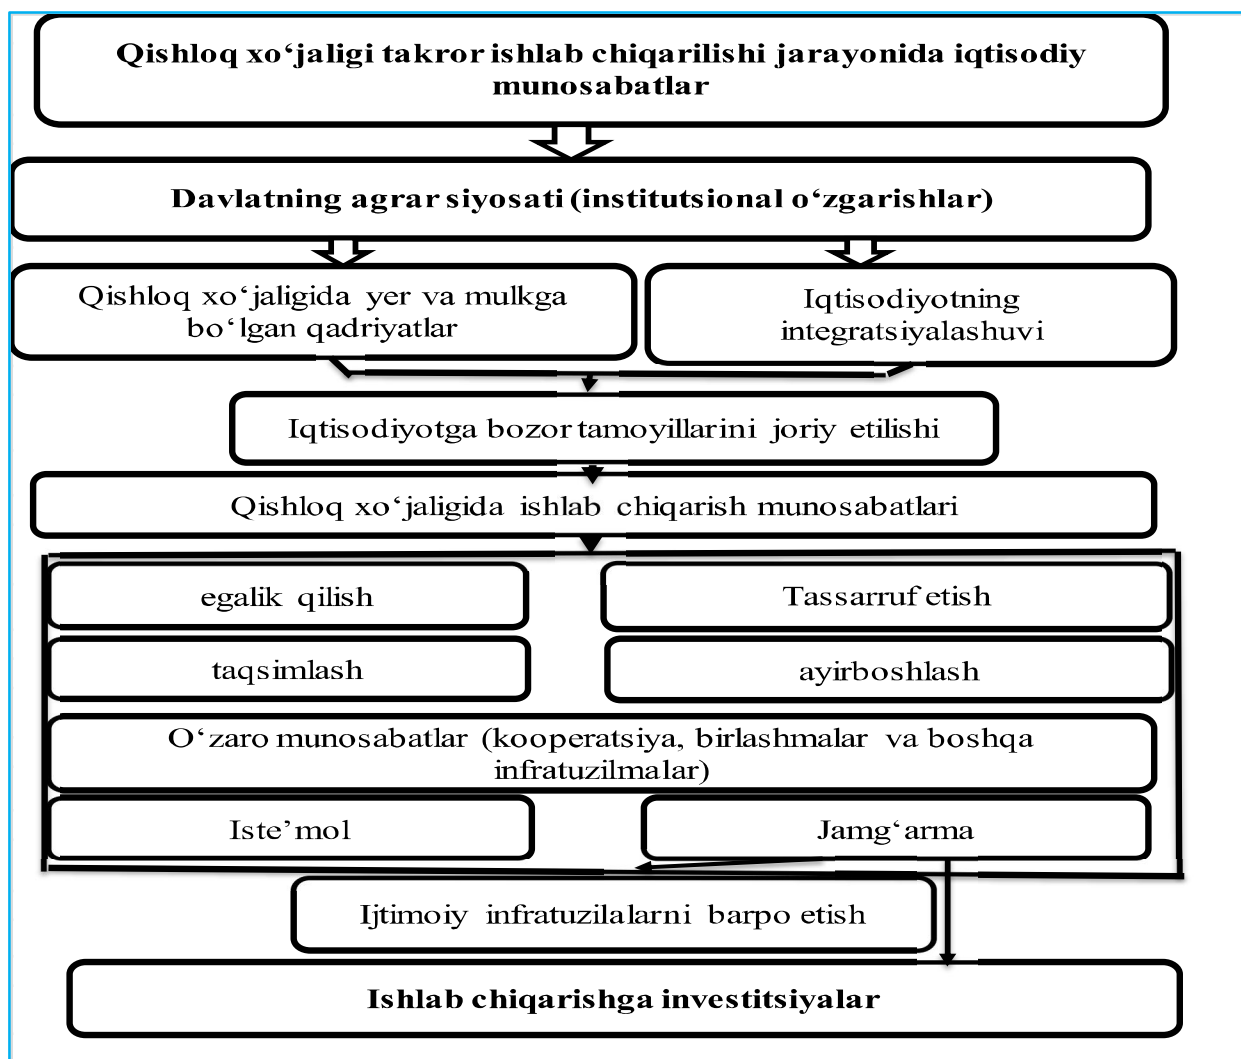 Qishloq xo‘jaligi takror ishlab chiqarilishi jarayonida iqtisodiy
munosabatlar
Davlatning agrar siyosati (institutsional o‘zgarishlar)
Qishloq xo‘jaligida yer va mulkga
bo‘lgan qadriyatlar
Iqtisodiyotning
integratsiyalashuvi
Iqtisodiyotga bozor tamoyillarini joriy etilishi
Qishloq xo‘jaligida ishlab chiqarish munosabatlari
egalik qilish
Tassarruf etish
taqsimlash
ayirboshlash
O‘zaro munosabatlar (kooperatsiya, birlashmalar va boshqa
infratuzilmalar)
Iste’mol
Jamg‘arma
Ijtimoiy infratuzilalarni barpo etish
Ishlab chiqarishga investitsiyalar